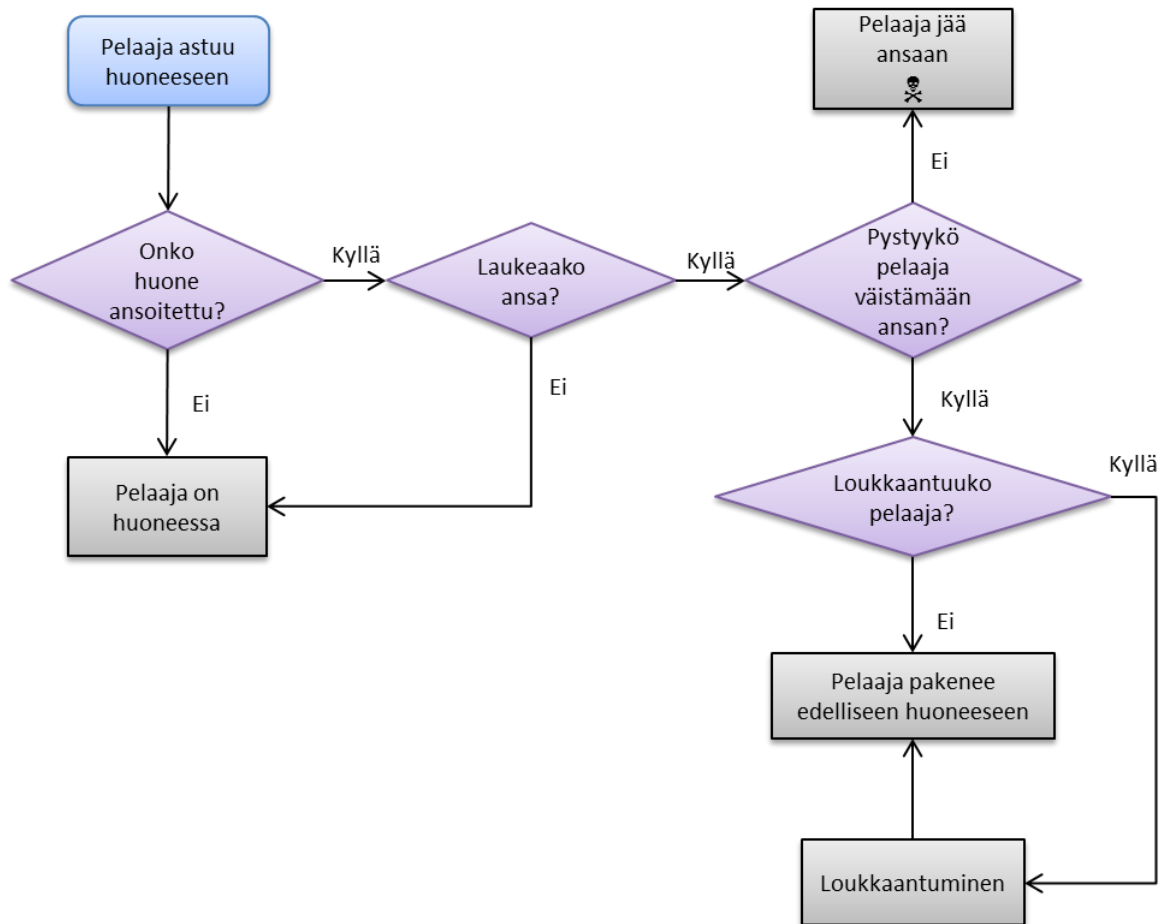 Pelaaja astuu
huoneeseen
Onko
huone
ansoitettu?
Kyllä
Laukeaako
ansa?
Kyllä
Pystyykö
pelaaja
väistämään
ansan?
Ei
Pelaaja jää
ansaan
☠
Ei
Pelaaja on
huoneessa
Ei
Kyllä
Loukkaantuuko
pelaaja?
Kyllä
Ei
Pelaaja pakenee
edelliseen huoneeseen
Loukkaantuminen